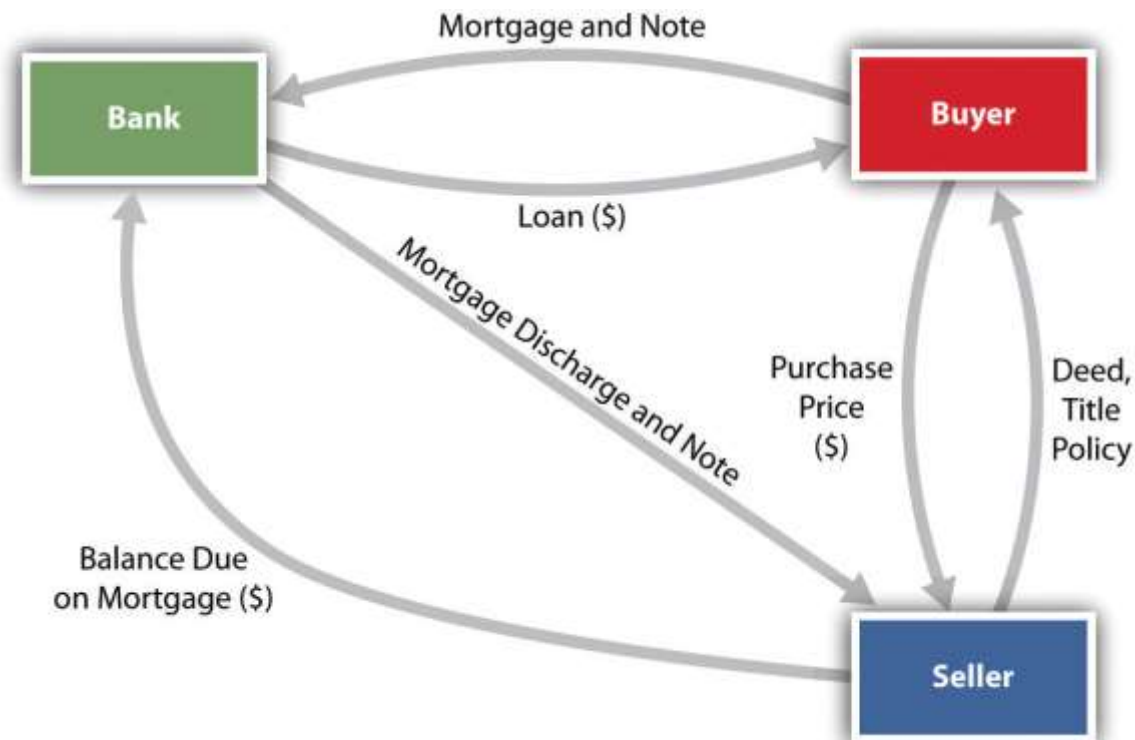 Mortgage and Note
Bank
Buyer
Loan ($)
Mortgage Discharge and Note
Purchase
Price
($)
Deed,
Title
Policy
Balance Due
on Mortgage ($)
Seller